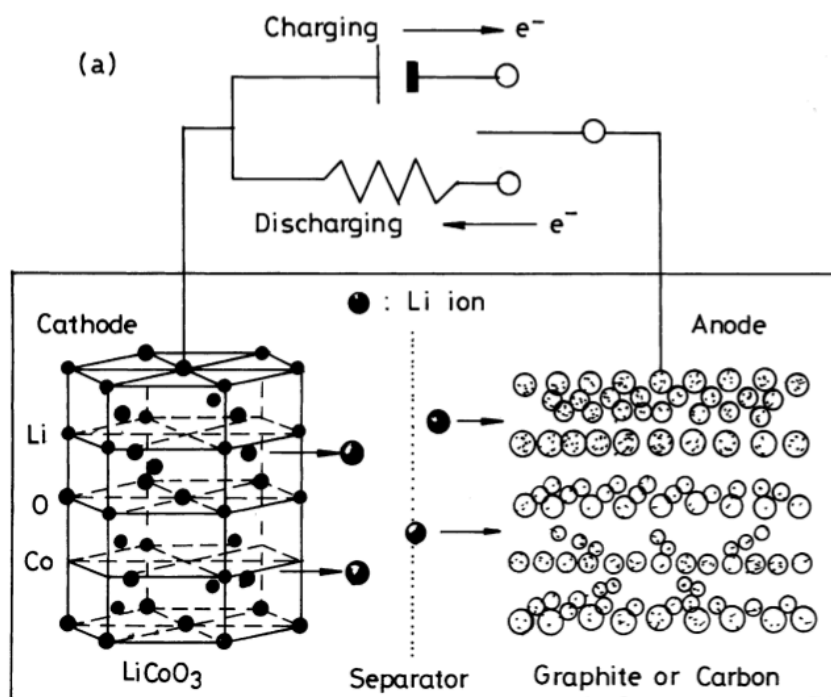 Charging e⁻
(a)
Discharging e⁻
: Li ion
Cathode
Anode
Li
O
Co
LiCoO₃
Separator
Graphite or Carbon